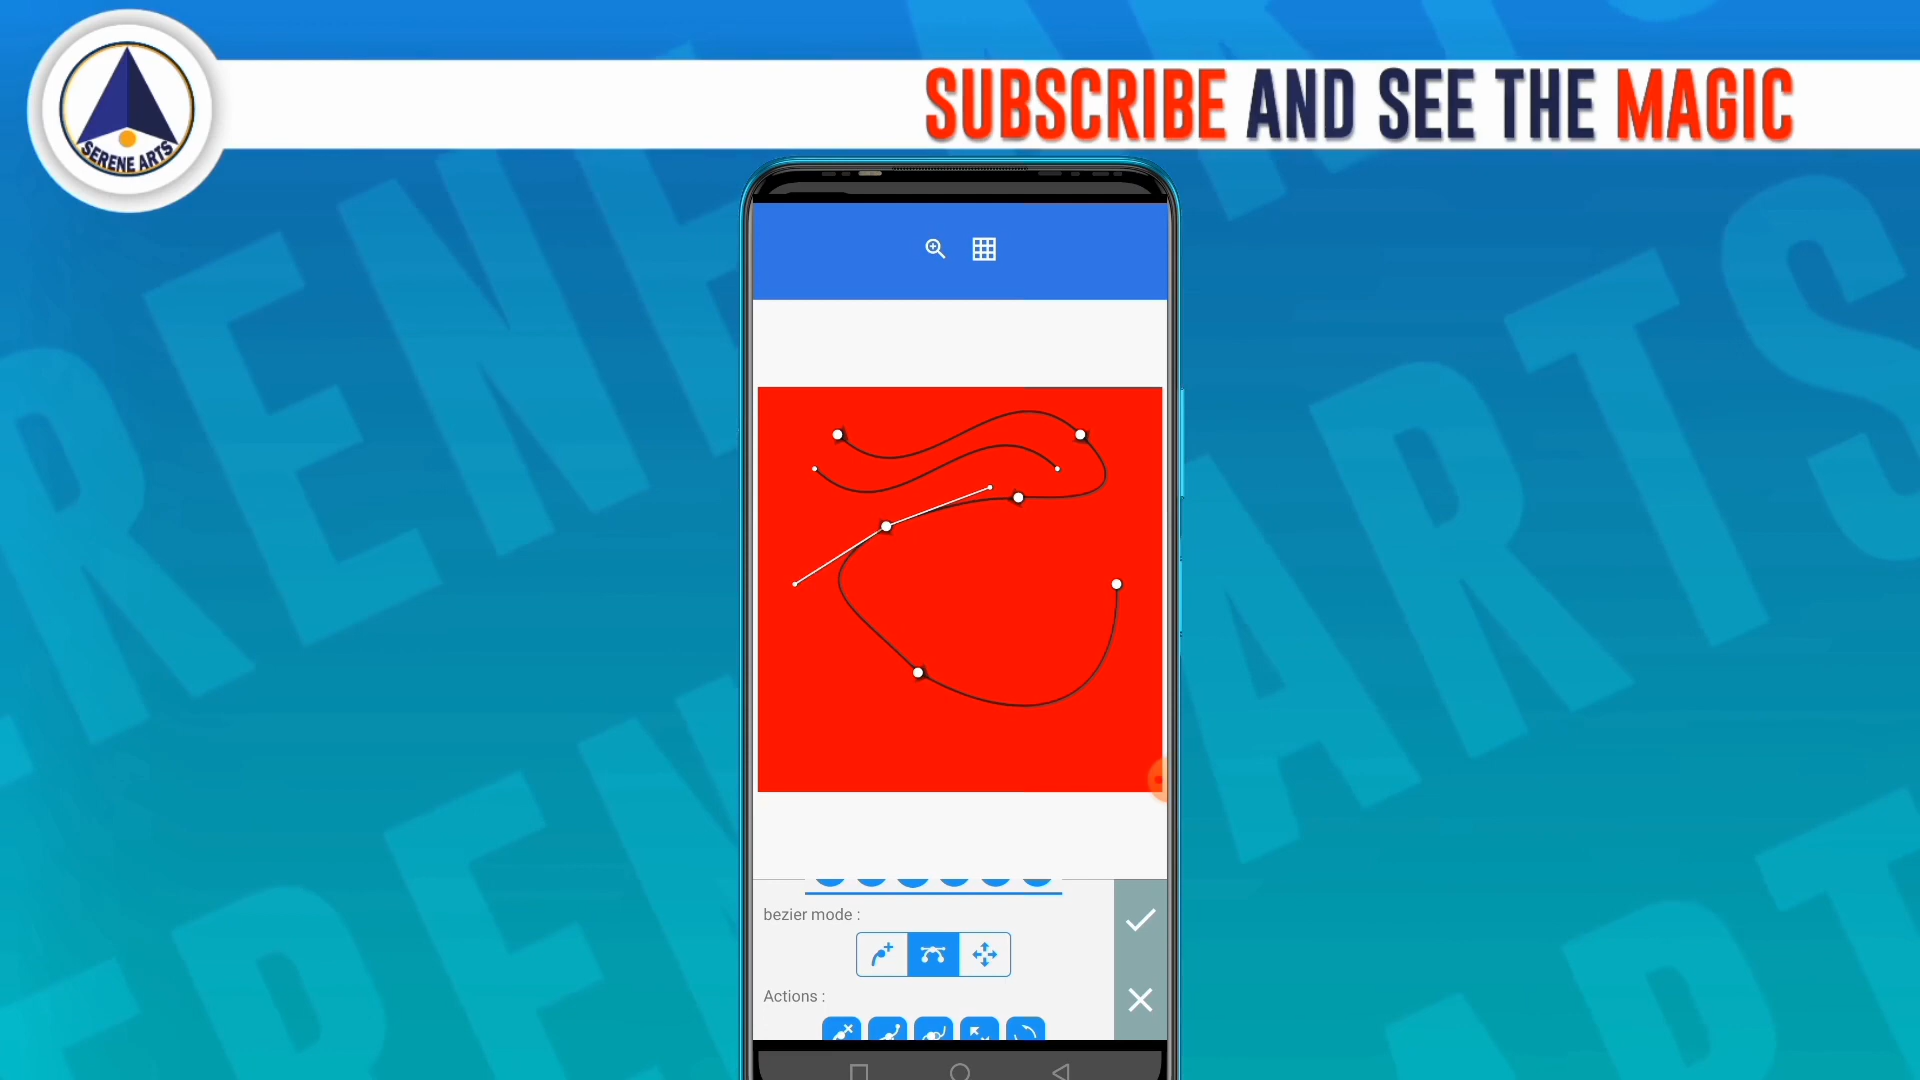 SUBSCRIBE AND SEE THE MAGIC
SERENE ARTS
bezier mode :
Actions :